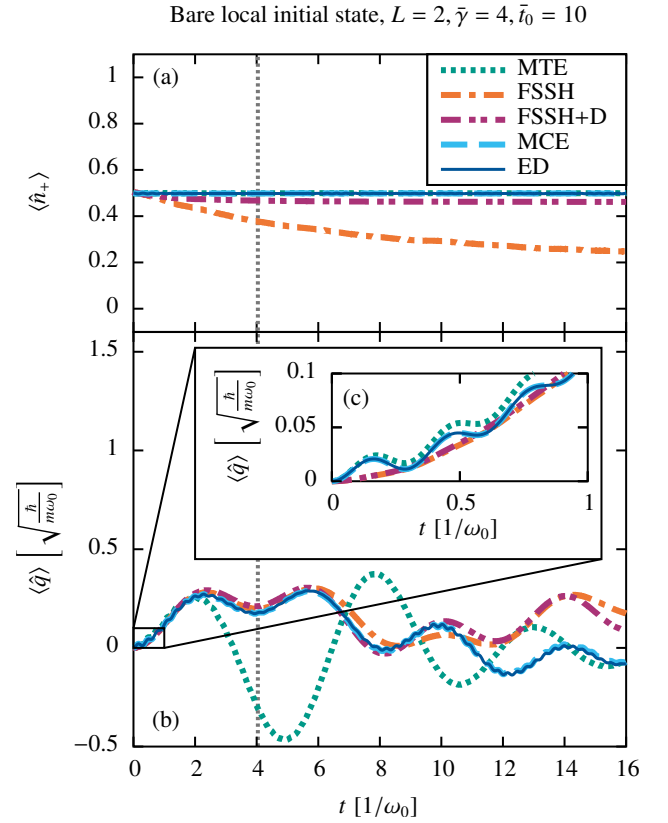 Bare local initial state, L = 2, γ̄ = 4, t̄₀ = 10
(a)
MTE
FSSH
FSSH+D
MCE
ED
1
0.8
0.6
0.4
0.2
0
⟨n̂₊⟩
1.5
1
0.5
0
−0.5
⟨q̂⟩ [√(ħ/(mω₀))]
(c)
0.1
0.05
0
⟨q̂⟩ [√(ħ/(mω₀))]
0 0.5 1
t [1/ω₀]
(b)
0 2 4 6 8 10 12 14 16
t [1/ω₀]